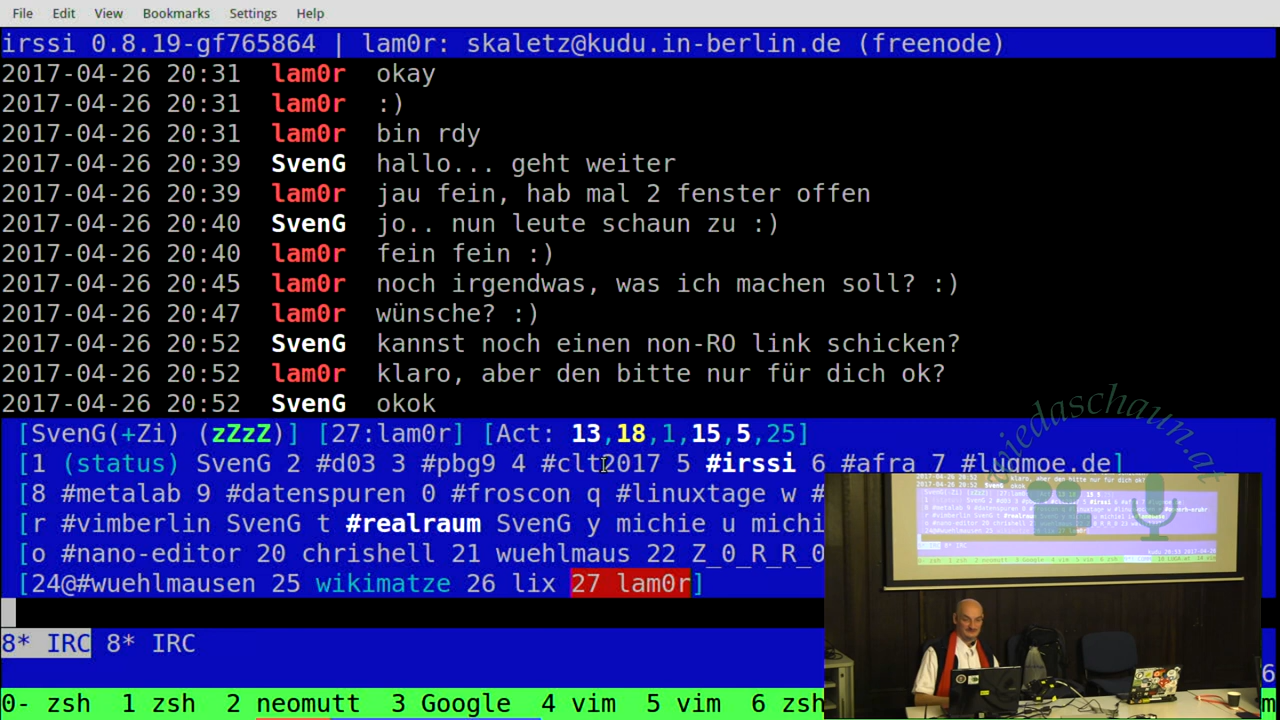 File Edit View Bookmarks Settings Help
irssi 0.8.19-gf765864 | lam0r: skaletz@kudu.in-berlin.de (freenode)
2017-04-26 20:31 lam0r okay
2017-04-26 20:31 lam0r :)
2017-04-26 20:31 lam0r bin rdy
2017-04-26 20:39 SvenG hallo... geht weiter
2017-04-26 20:39 lam0r jau fein, hab mal 2 fenster offen
2017-04-26 20:40 SvenG jo.. nun leute schaun zu :)
2017-04-26 20:40 lam0r fein fein :)
2017-04-26 20:45 lam0r noch irgendwas, was ich machen soll? :)
2017-04-26 20:47 lam0r wünsche? :)
2017-04-26 20:52 SvenG kannst noch einen non-RO link schicken?
2017-04-26 20:52 lam0r klaro, aber den bitte nur für dich ok?
2017-04-26 20:52 SvenG okok
[SvenG(+Zi) (zZzZ)] [27:lam0r] [Act: 13,18,1,15,5,25]
[1 (status) SvenG 2 #d03 3 #pbg9 4 #clt2017 5 #irssi 6 #afra 7 #lugmoe.de]
[8 #metalab 9 #datenspuren 0 #froscon q #linuxtage w #
[r #vimberlin SvenG t #realraum SvenG y michie u michi
[o #nano-editor 20 chrishell 21 wuehlmaus 22 Z_0_R_R_0
[24@#wuehlmausen 25 wikimatze 26 lix 27 lam0r]
8* IRC 8* IRC
6
0- zsh 1 zsh 2 neomutt 3 Google 4 vim 5 vim 6 zsh
wiedaschaun.at